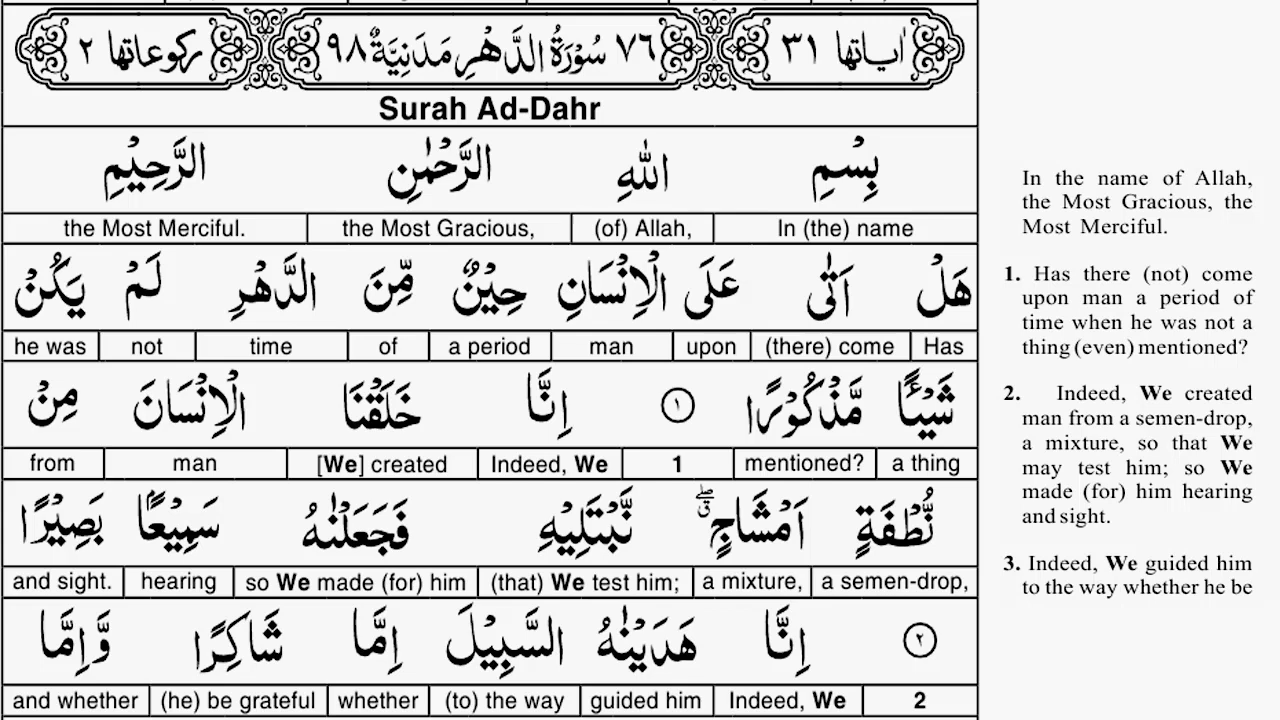 اٰیاتها ٣١ ٧٦ سُوْرَةُ الدَّهْرِ مَدَنِیَّةٌ ٩٨ رکوعاتها ٢
Surah Ad-Dahr
بِسْمِ اللّٰهِ الرَّحْمٰنِ الرَّحِیْمِ
In (the) name (of) Allah, the Most Gracious, the Most Merciful.
هَلْ اَتٰی عَلَی الْاِنْسَانِ حِیْنٌ مِّنَ الدَّهْرِ لَمْ یَكُنْ
Has (there) come upon man a period of time not he was
شَیْـًٔا مَّذْكُوْرًا ١ اِنَّا خَلَقْنَا الْاِنْسَانَ مِنْ
a thing mentioned? 1 Indeed, We [We] created man from
نُّطْفَةٍ اَمْشَاجٍ ۖۗ نَّبْتَلِیْهِ فَجَعَلْنٰهُ سَمِیْعًۢا بَصِیْرًا
a semen-drop, a mixture, (that) We test him; so We made (for) him hearing and sight.
٢ اِنَّا هَدَیْنٰهُ السَّبِیْلَ اِمَّا شَاكِرًا وَّاِمَّا
2 Indeed, We guided him (to) the way whether (he) be grateful and whether
In the name of Allah,
the Most Gracious, the
Most Merciful.
1. Has there (not) come
upon man a period of
time when he was not a
thing (even) mentioned?
2. Indeed, We created
man from a semen-drop,
a mixture, so that We
may test him; so We
made (for) him hearing
and sight.
3. Indeed, We guided him
to the way whether he be